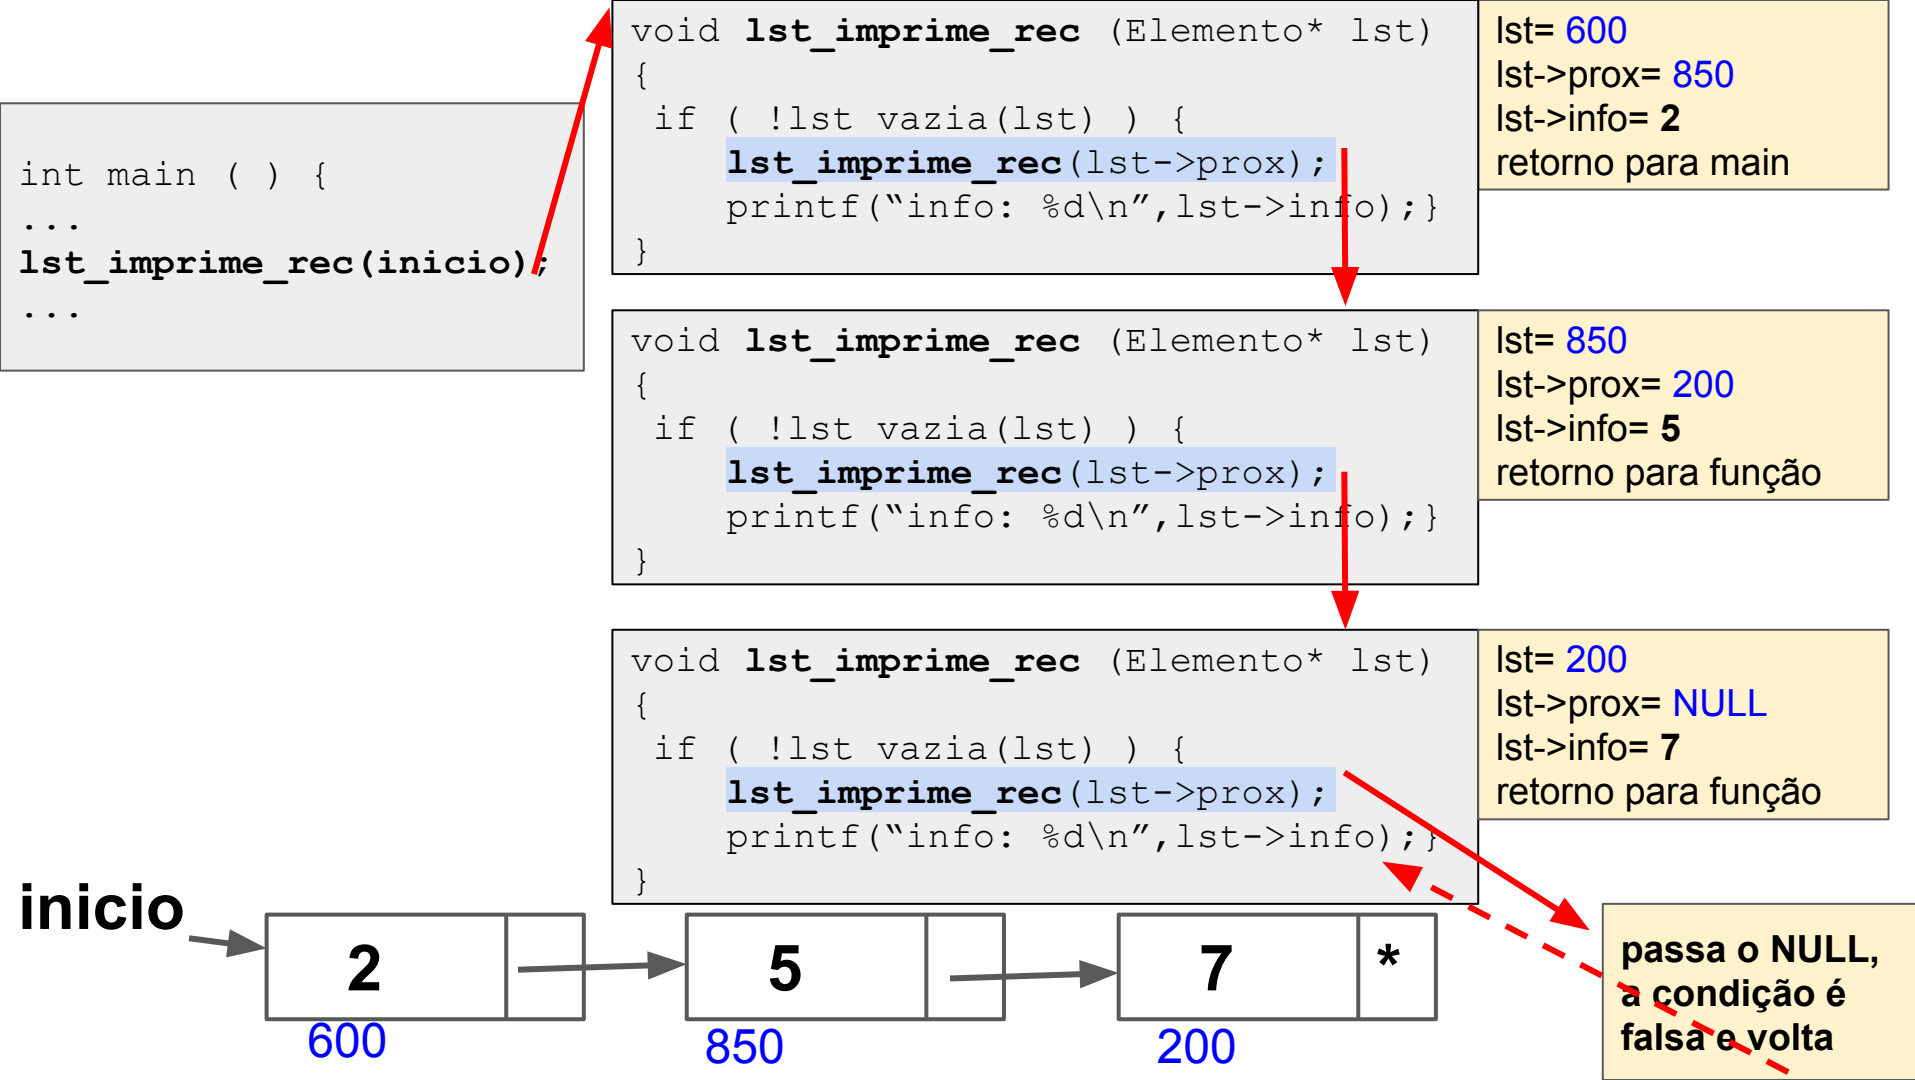 int main ( ) {
...
lst_imprime_rec(inicio);
...
void lst_imprime_rec (Elemento* lst)
{
if ( !lst vazia(lst) ) {
lst_imprime_rec(lst->prox);
printf(“info: %d\n”,lst->info);}
}
lst= 600
lst->prox= 850
lst->info= 2
retorno para main
void lst_imprime_rec (Elemento* lst)
{
if ( !lst vazia(lst) ) {
lst_imprime_rec(lst->prox);
printf(“info: %d\n”,lst->info);}
}
lst= 850
lst->prox= 200
lst->info= 5
retorno para função
void lst_imprime_rec (Elemento* lst)
{
if ( !lst vazia(lst) ) {
lst_imprime_rec(lst->prox);
printf(“info: %d\n”,lst->info);}
}
lst= 200
lst->prox= NULL
lst->info= 7
retorno para função
inicio
2
5
7
*
600
850
200
passa o NULL,
a condição é
falsa e volta